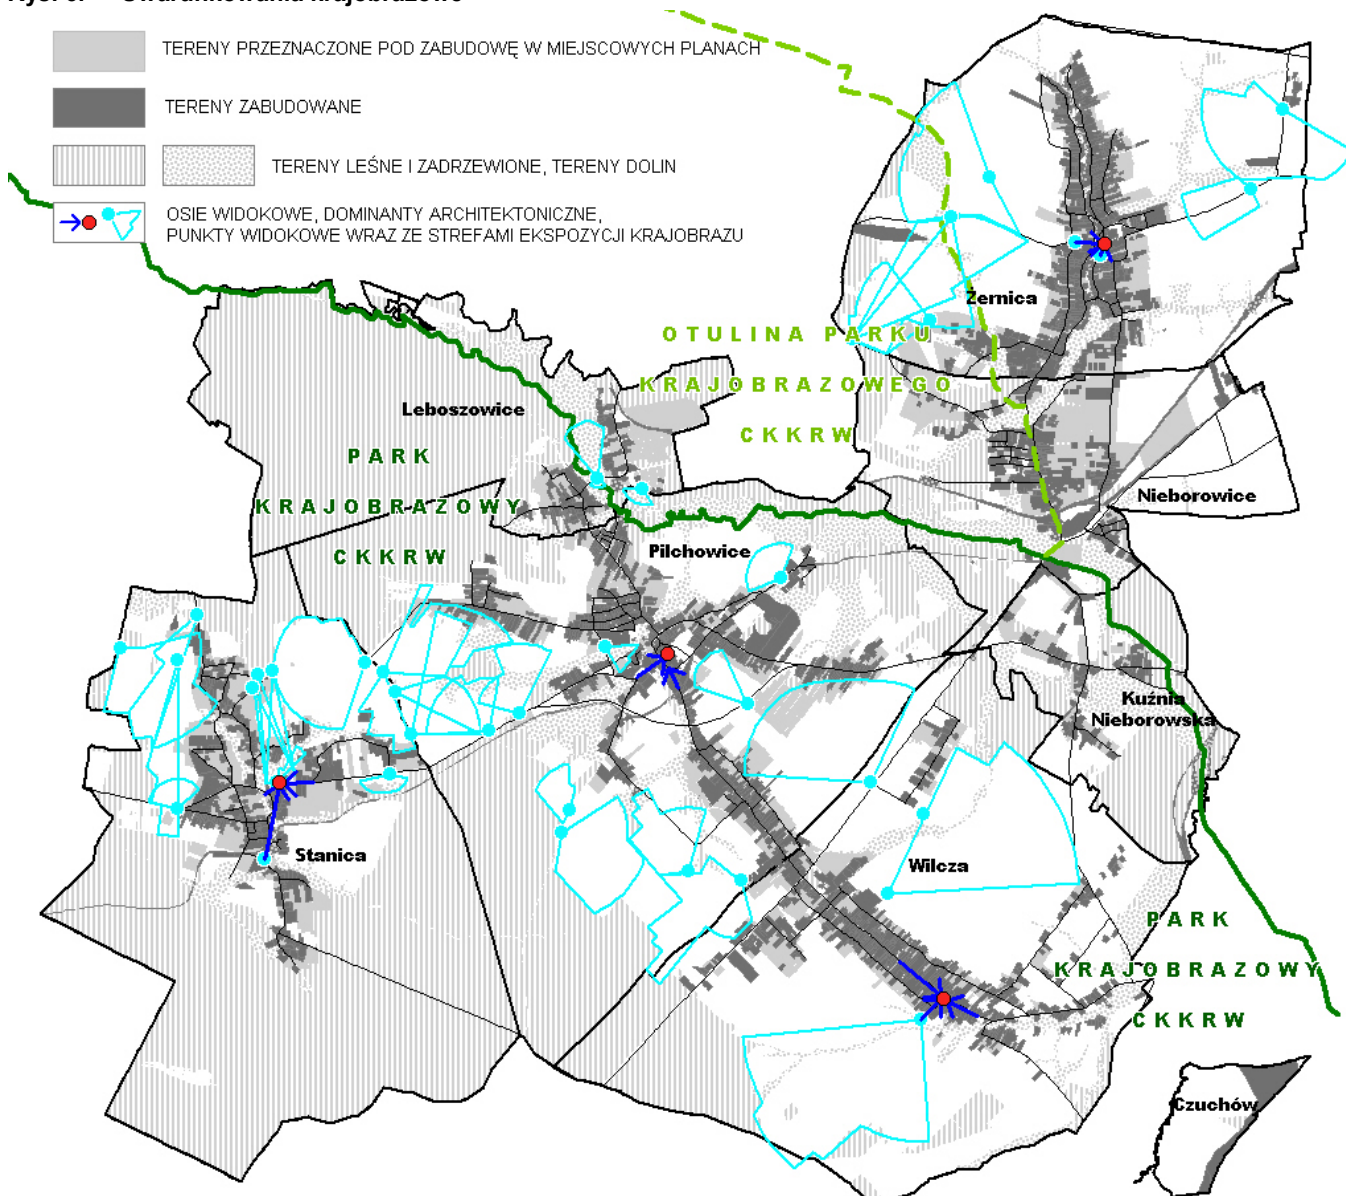 TERENY PRZEZNACZONE POD ZABUDOWĘ W MIEJSCOWYCH PLANACH
TERENY ZABUDOWANE
TERENY LEŚNE I ZADRZEWIONE, TERENY DOLIN
OSIE WIDOKOWE, DOMINANTY ARCHITEKTONICZNE,
PUNKTY WIDOKOWE WRAZ ZE STREFAMI EKSPOZYCJI KRAJOBRAZU
Żernica
OTULINA PARKU
KRAJOBRAZOWEGO
CKKRW
Leboszowice
PARK
KRAJOBRAZOWY
CKKRW
Nieborowice
Pilchowice
Kuźnia
Nieborowska
Stanica
Wilcza
PARK
KRAJOBRAZOWY
CKKRW
Czuchów